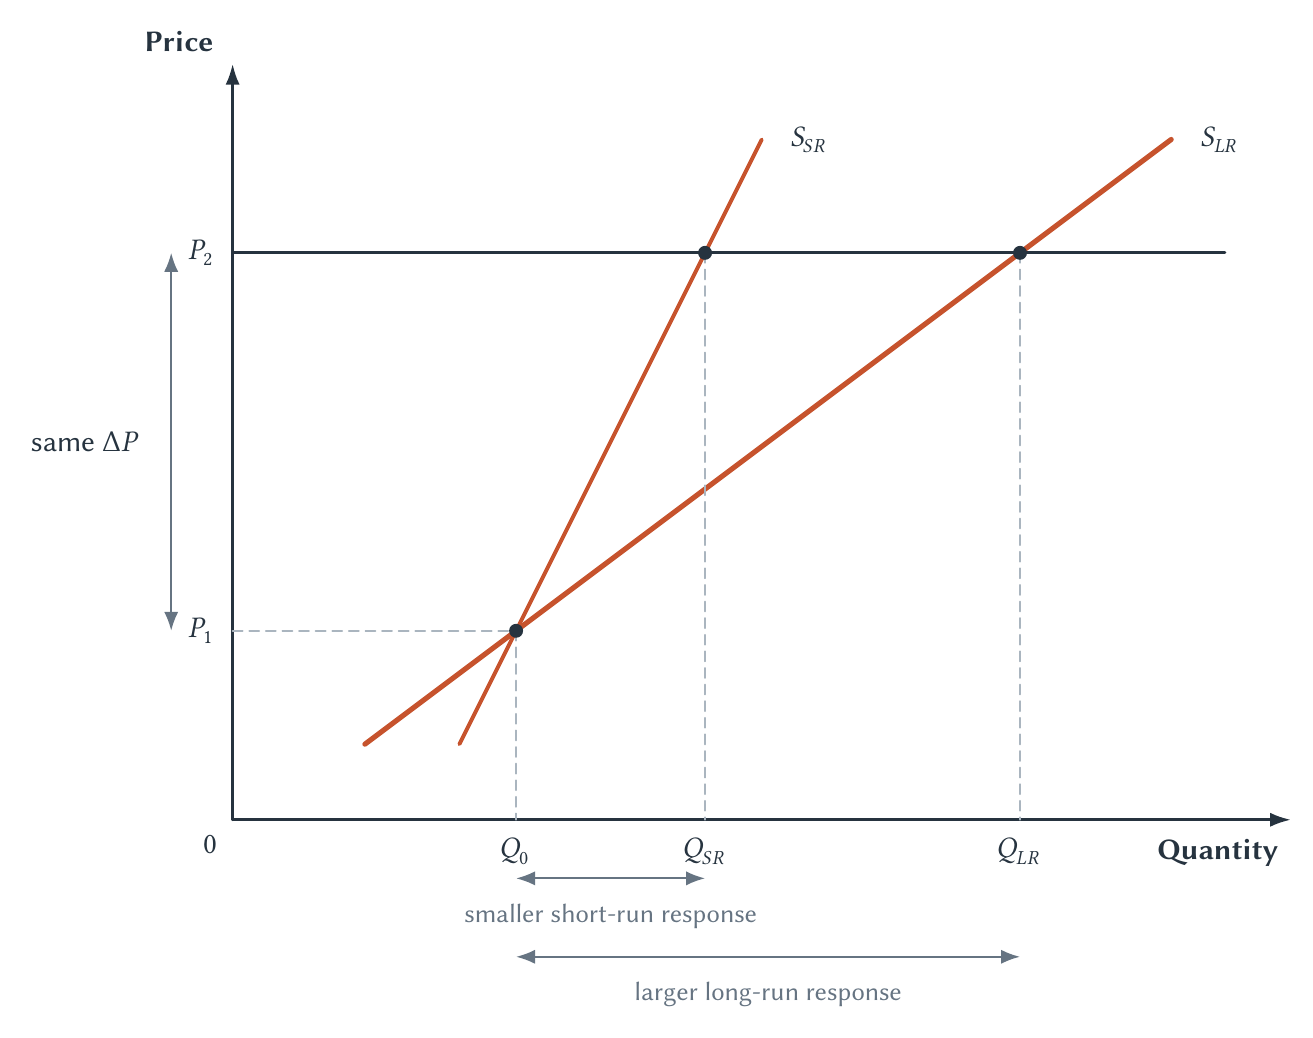 Price
S_SR
S_LR
P_2
same ΔP
P_1
0
Q_0
Q_SR
Q_LR
Quantity
smaller short-run response
larger long-run response